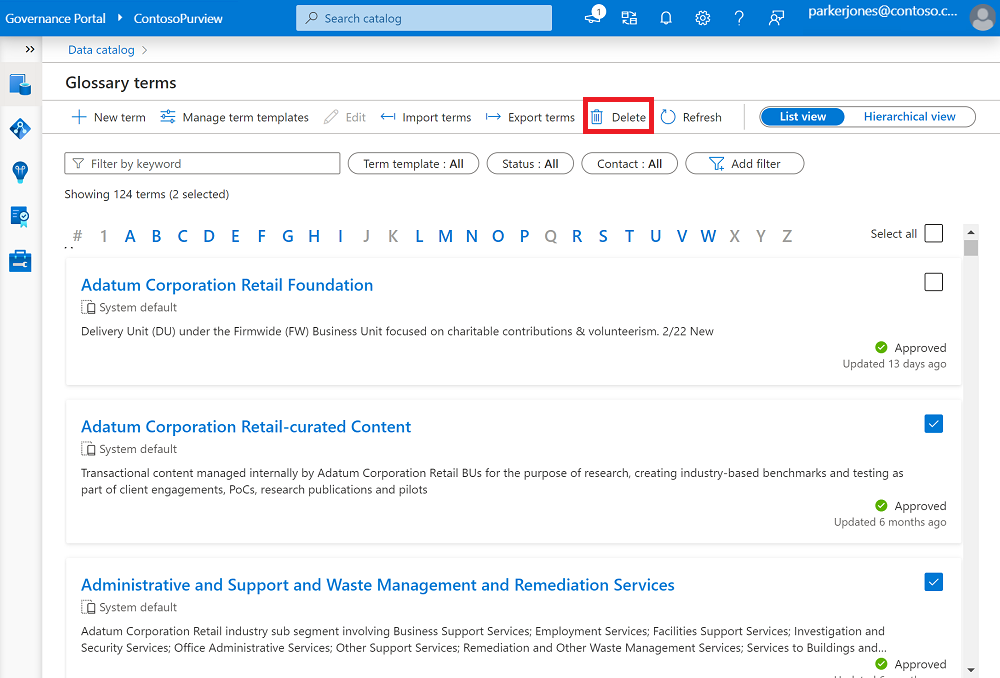 Governance Portal ContosoPurview Search catalog 1 parkerjones@contoso.c...
Data catalog
Glossary terms
New term Manage term templates Edit Import terms Export terms Delete Refresh List view Hierarchical view
Filter by keyword Term template : All Status : All Contact : All Add filter
Showing 124 terms (2 selected)
# 1 A B C D E F G H I J K L M N O P Q R S T U V W X Y Z Select all
...
Adatum Corporation Retail Foundation
System default
Delivery Unit (DU) under the Firmwide (FW) Business Unit focused on charitable contributions & volunteerism. 2/22 New
Approved
Updated 13 days ago
Adatum Corporation Retail-curated Content
System default
Transactional content managed internally by Adatum Corporation Retail BUs for the purpose of research, creating industry-based benchmarks and testing as
part of client engagements, PoCs, research publications and pilots
Approved
Updated 6 months ago
Administrative and Support and Waste Management and Remediation Services
System default
Adatum Corporation Retail industry sub segment involving Business Support Services; Employment Services; Facilities Support Services; Investigation and
Security Services; Office Administrative Services; Other Support Services; Remediation and Other Waste Management Services; Services to Buildings and...
Approved